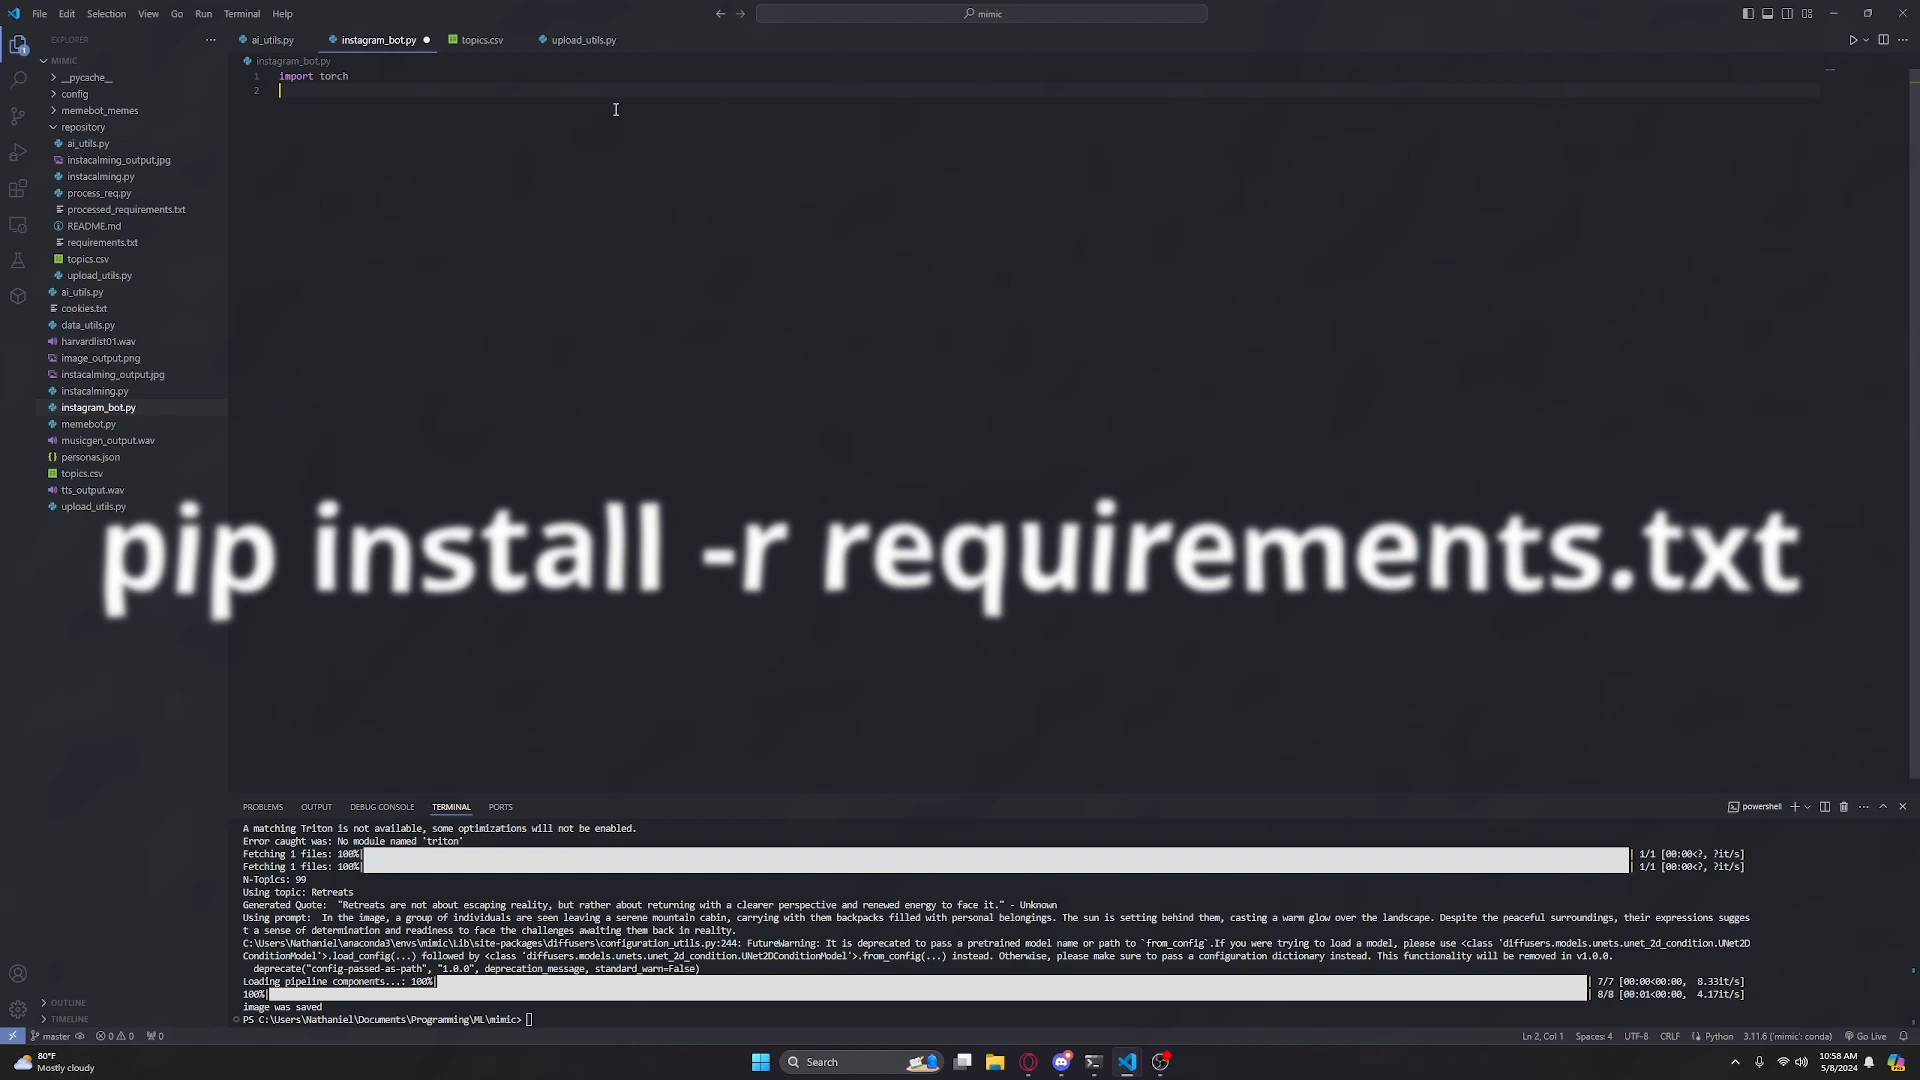 File Edit Selection View Go Run Terminal Help
mimic
EXPLORER
ai_utils.py
instagram_bot.py
topics.csv
upload_utils.py
MIMIC
__pycache__
config
memebot_memes
repository
ai_utils.py
instacalming_output.jpg
instacalming.py
process_req.py
processed_requirements.txt
README.md
requirements.txt
topics.csv
upload_utils.py
ai_utils.py
cookies.txt
data_utils.py
harvardlist01.wav
image_output.png
instacalming_output.jpg
instacalming.py
instagram_bot.py
memebot.py
musicgen_output.wav
personas.json
topics.csv
tts_output.wav
upload_utils.py
OUTLINE
TIMELINE
instagram_bot.py
1 import torch
2
pip install -r requirements.txt
PROBLEMS OUTPUT DEBUG CONSOLE TERMINAL PORTS
powershell
A matching Triton is not available, some optimizations will not be enabled.
Error caught was: No module named 'triton'
Fetching 1 files: 100%| | 1/1 [00:00<?, ?it/s]
Fetching 1 files: 100%| | 1/1 [00:00<?, ?it/s]
N-Topics: 99
Using topic: Retreats
Generated Quote:  "Retreats are not about escaping reality, but rather about returning with a clearer perspective and renewed energy to face it." - Unknown
Using prompt:  In the image, a group of individuals are seen leaving a serene mountain cabin, carrying with them backpacks filled with personal belongings. The sun is setting behind them, casting a warm glow over the landscape. Despite the peaceful surroundings, their expressions sugges
t a sense of determination and readiness to face the challenges awaiting them back in reality.
C:\Users\Nathaniel\anaconda3\envs\mimic\Lib\site-packages\diffusers\configuration_utils.py:244: FutureWarning: It is deprecated to pass a pretrained model name or path to `from_config`.If you were trying to load a model, please use <class 'diffusers.models.unets.unet_2d_condition.UNet2D
ConditionModel'>.load_config(...) followed by <class 'diffusers.models.unets.unet_2d_condition.UNet2DConditionModel'>.from_config(...) instead. Otherwise, please make sure to pass a configuration dictionary instead. This functionality will be removed in v1.0.0.
deprecate("config-passed-as-path", "1.0.0", deprecation_message, standard_warn=False)
Loading pipeline components...: 100%| | 7/7 [00:00<00:00,  8.33it/s]
100%| | 8/8 [00:01<00:00,  4.17it/s]
image was saved
PS C:\Users\Nathaniel\Documents\Programming\ML\mimic>
master 0 0 0
Ln 2, Col 1 Spaces: 4 UTF-8 CRLF Python 3.11.6 ('mimic': conda) Go Live
80°F
Mostly cloudy
Search
10:58 AM
5/8/2024